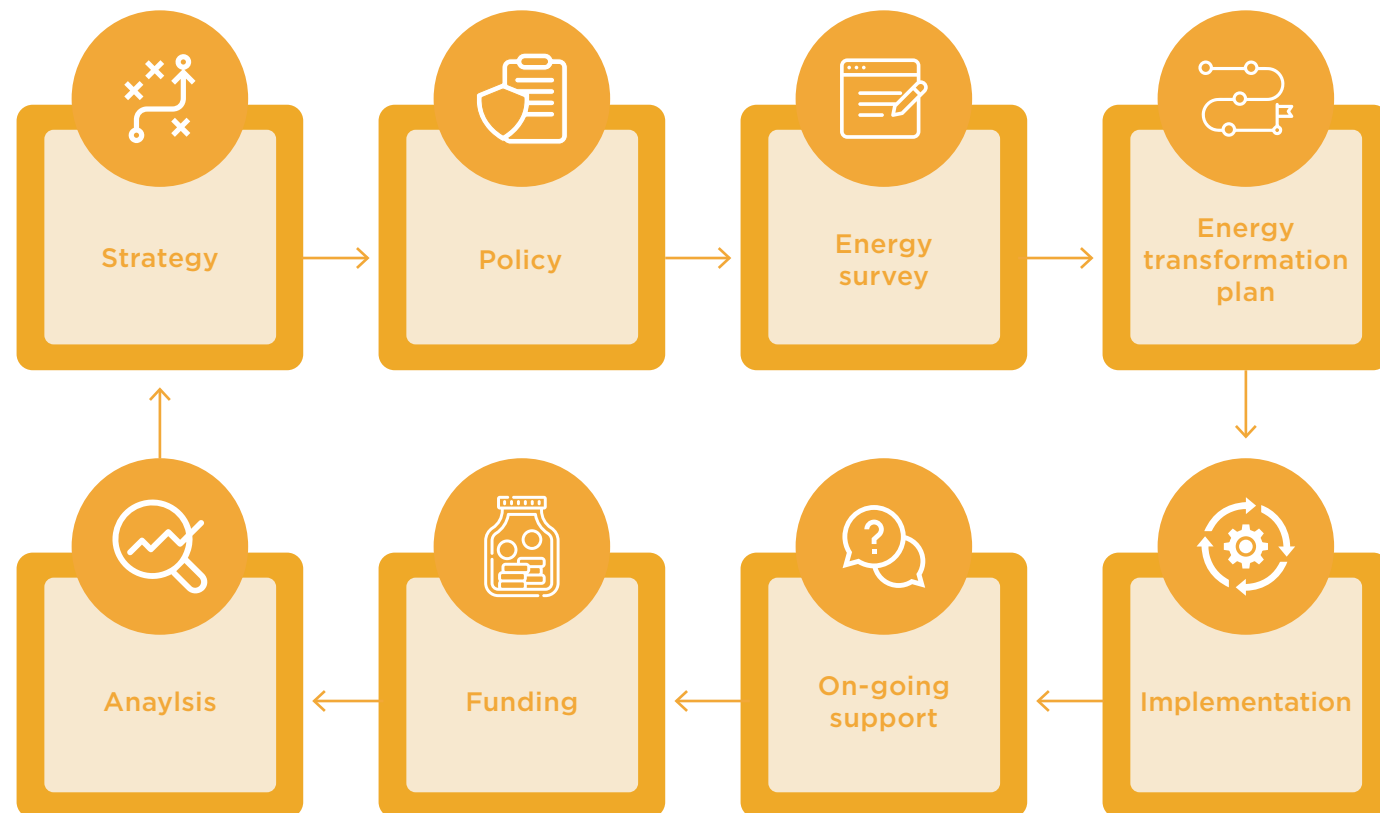 Strategy
Policy
Energy
survey
Energy
transformation
plan
Anaylsis
Funding
On-going
support
Implementation
?